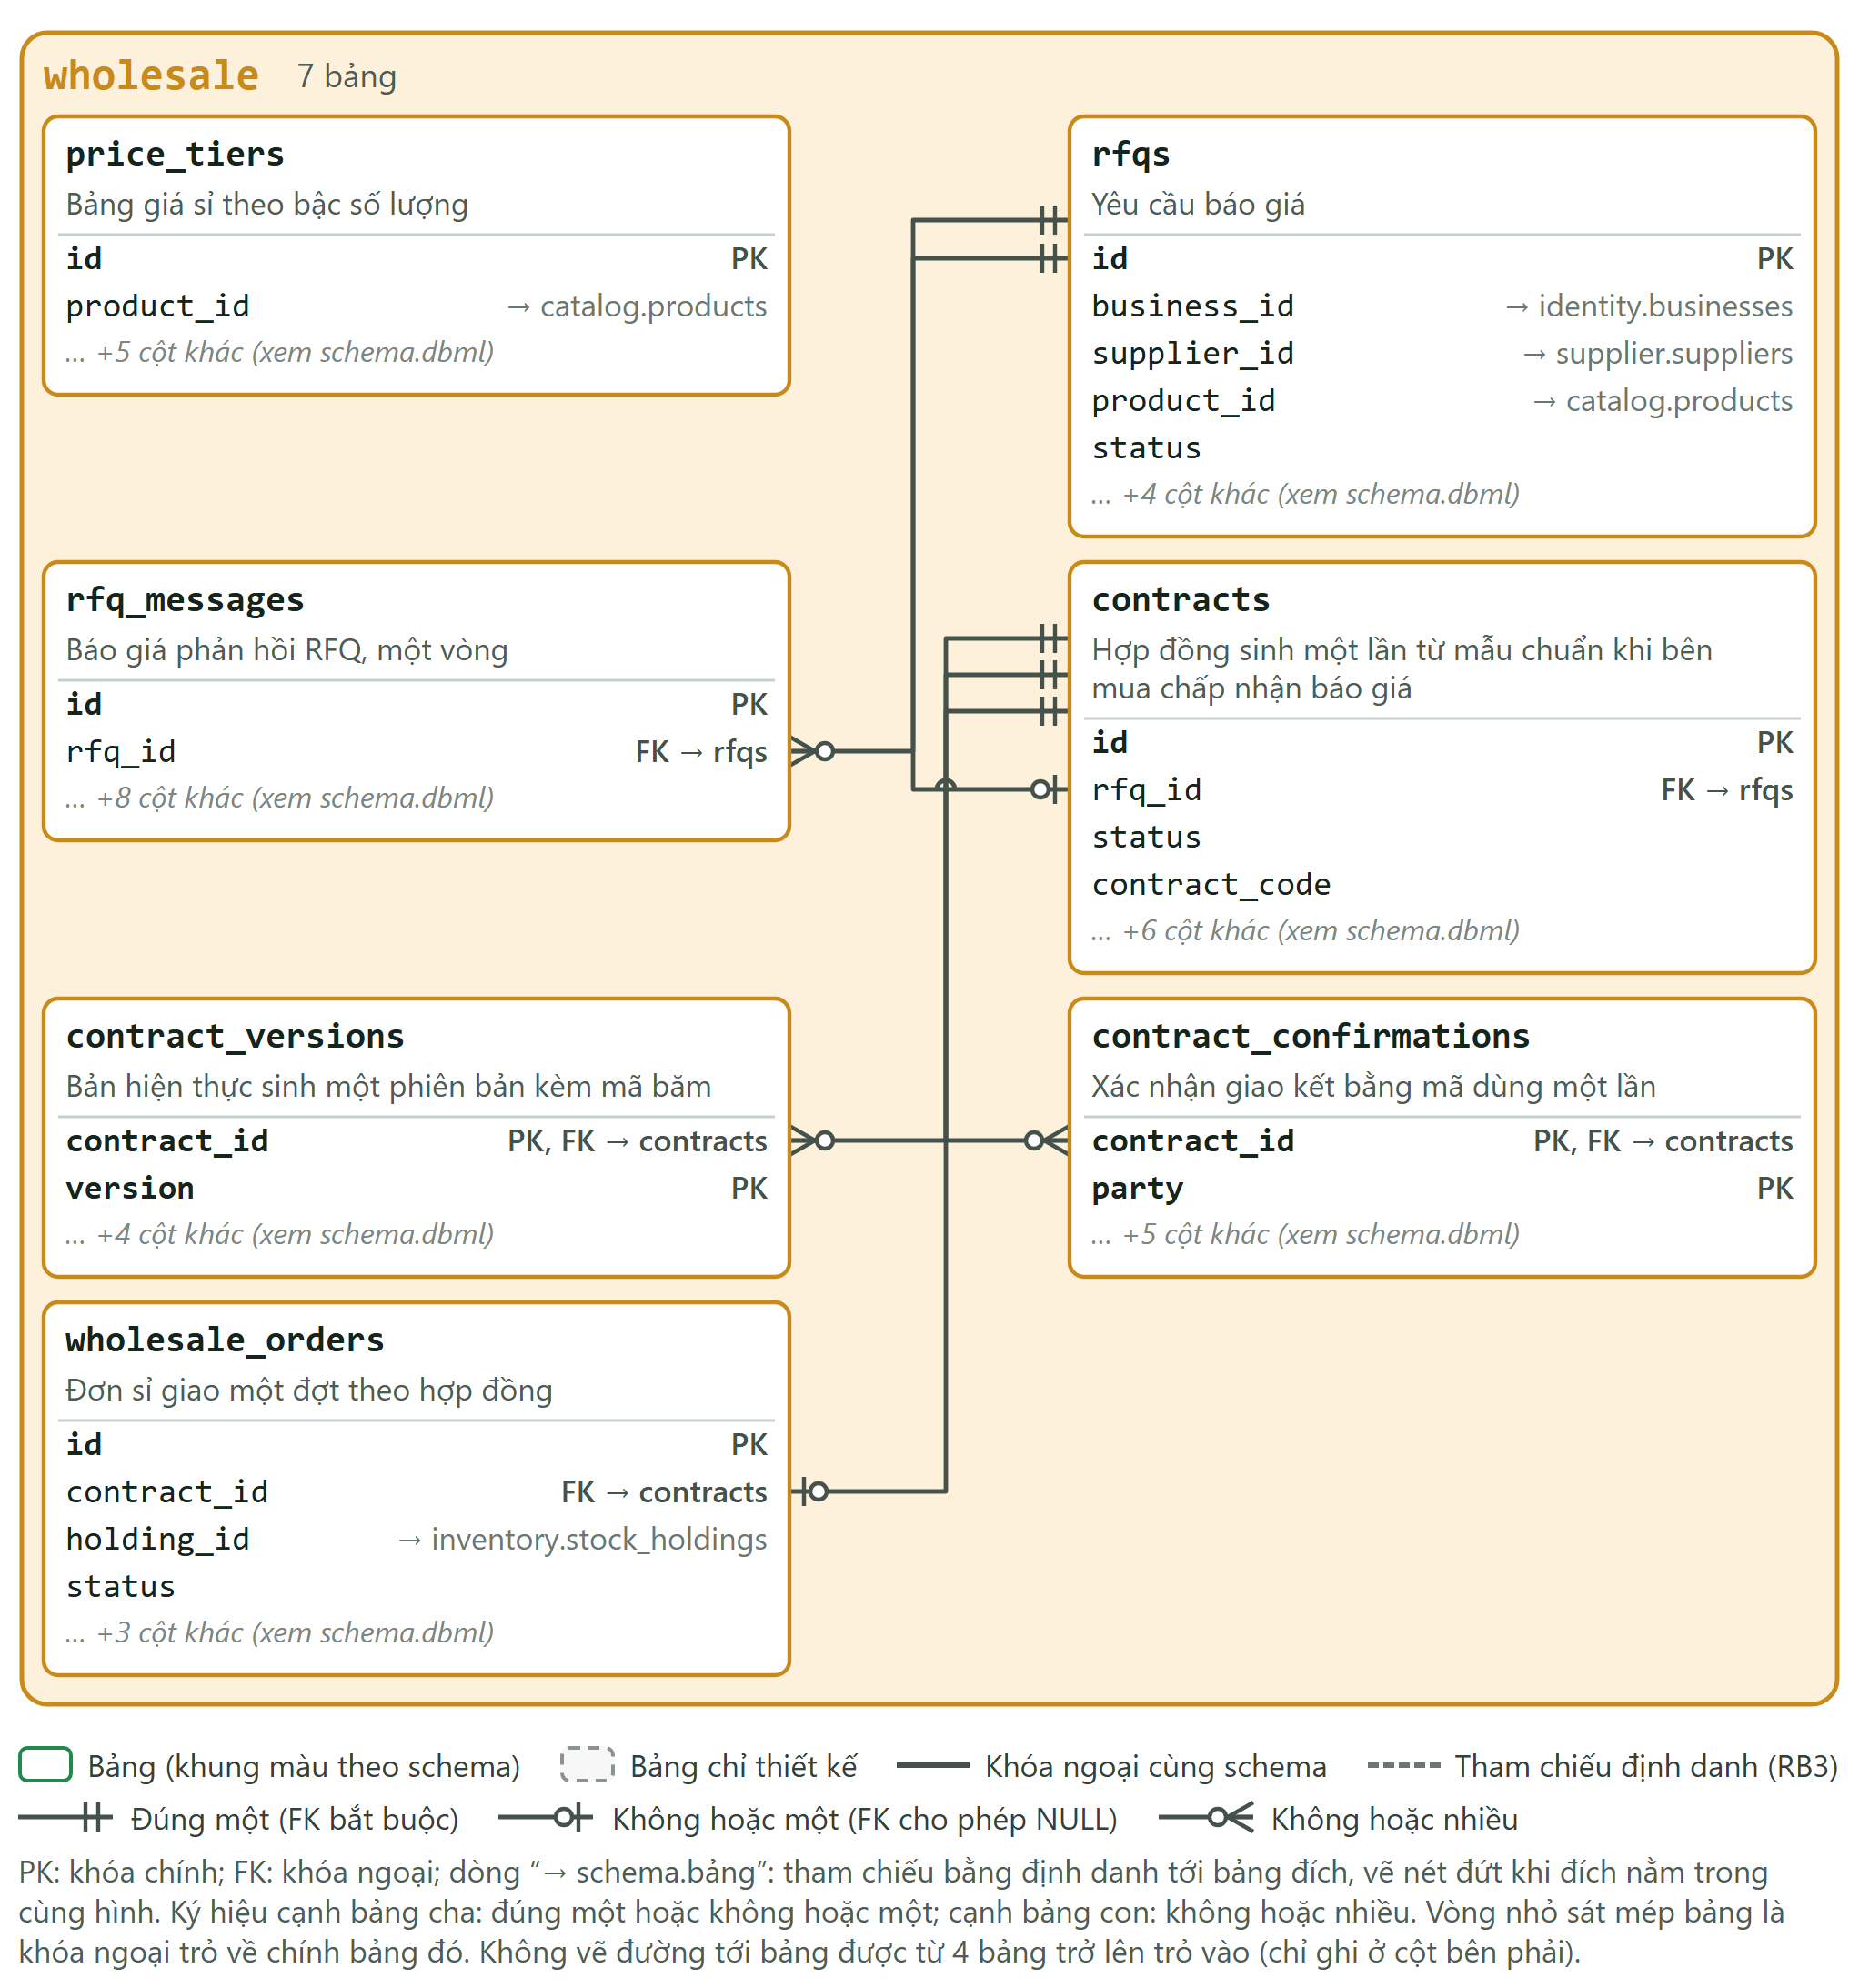 wholesale 7 bảng
price_tiers
Bảng giá sỉ theo bậc số lượng
id PK
product_id → catalog.products
... +5 cột khác (xem schema.dbml)
rfqs
Yêu cầu báo giá
id PK
business_id → identity.businesses
supplier_id → supplier.suppliers
product_id → catalog.products
status
... +4 cột khác (xem schema.dbml)
rfq_messages
Báo giá phản hồi RFQ, một vòng
id PK
rfq_id FK → rfqs
... +8 cột khác (xem schema.dbml)
contracts
Hợp đồng sinh một lần từ mẫu chuẩn khi bên
mua chấp nhận báo giá
id PK
rfq_id FK → rfqs
status
contract_code
... +6 cột khác (xem schema.dbml)
contract_versions
Bản hiện thực sinh một phiên bản kèm mã băm
contract_id PK, FK → contracts
version PK
... +4 cột khác (xem schema.dbml)
contract_confirmations
Xác nhận giao kết bằng mã dùng một lần
contract_id PK, FK → contracts
party PK
... +5 cột khác (xem schema.dbml)
wholesale_orders
Đơn sỉ giao một đợt theo hợp đồng
id PK
contract_id FK → contracts
holding_id → inventory.stock_holdings
status
... +3 cột khác (xem schema.dbml)
Bảng (khung màu theo schema) Bảng chỉ thiết kế Khóa ngoại cùng schema Tham chiếu định danh (RB3)
Đúng một (FK bắt buộc) Không hoặc một (FK cho phép NULL) Không hoặc nhiều
PK: khóa chính; FK: khóa ngoại; dòng “→ schema.bảng”: tham chiếu bằng định danh tới bảng đích, vẽ nét đứt khi đích nằm trong
cùng hình. Ký hiệu cạnh bảng cha: đúng một hoặc không hoặc một; cạnh bảng con: không hoặc nhiều. Vòng nhỏ sát mép bảng là
khóa ngoại trỏ về chính bảng đó. Không vẽ đường tới bảng được từ 4 bảng trở lên trỏ vào (chỉ ghi ở cột bên phải).